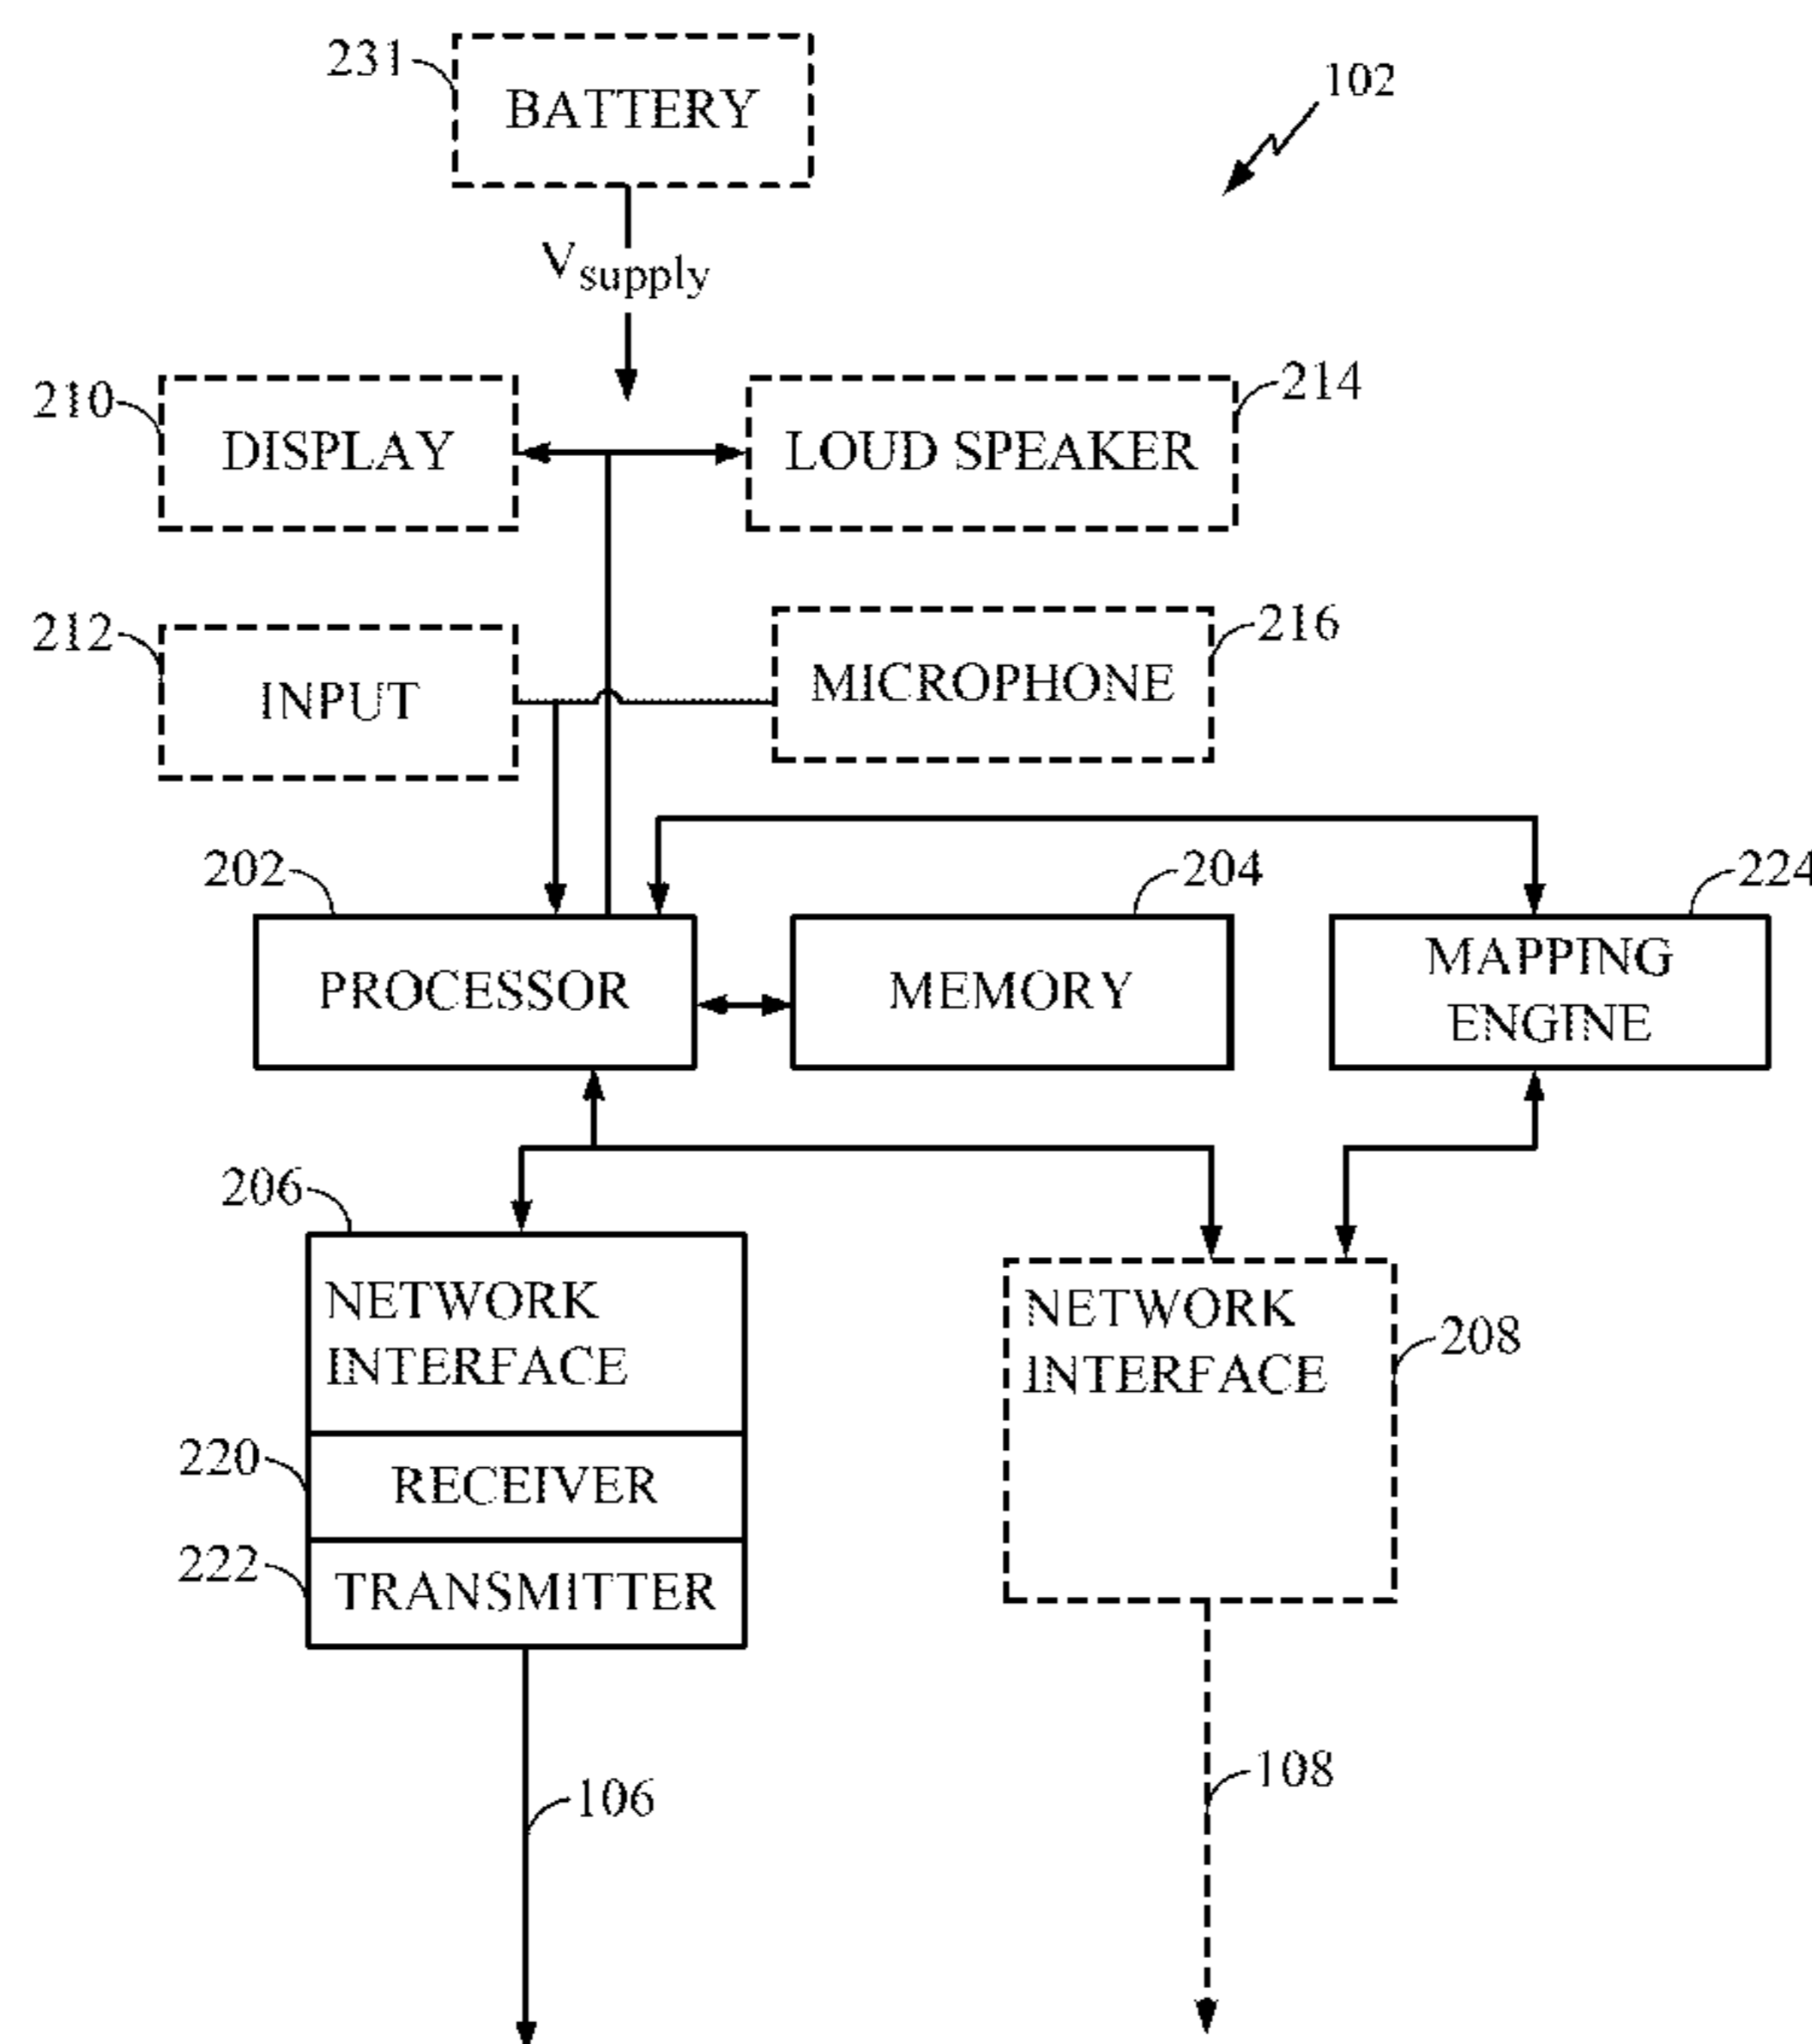 231
BATTERY
102
Vsupply
210
DISPLAY
214
LOUD SPEAKER
212
INPUT
216
MICROPHONE
202
PROCESSOR
204
MEMORY
224
MAPPING
ENGINE
206
NETWORK
INTERFACE
220
RECEIVER
222
TRANSMITTER
NETWORK
INTERFACE
208
106
108